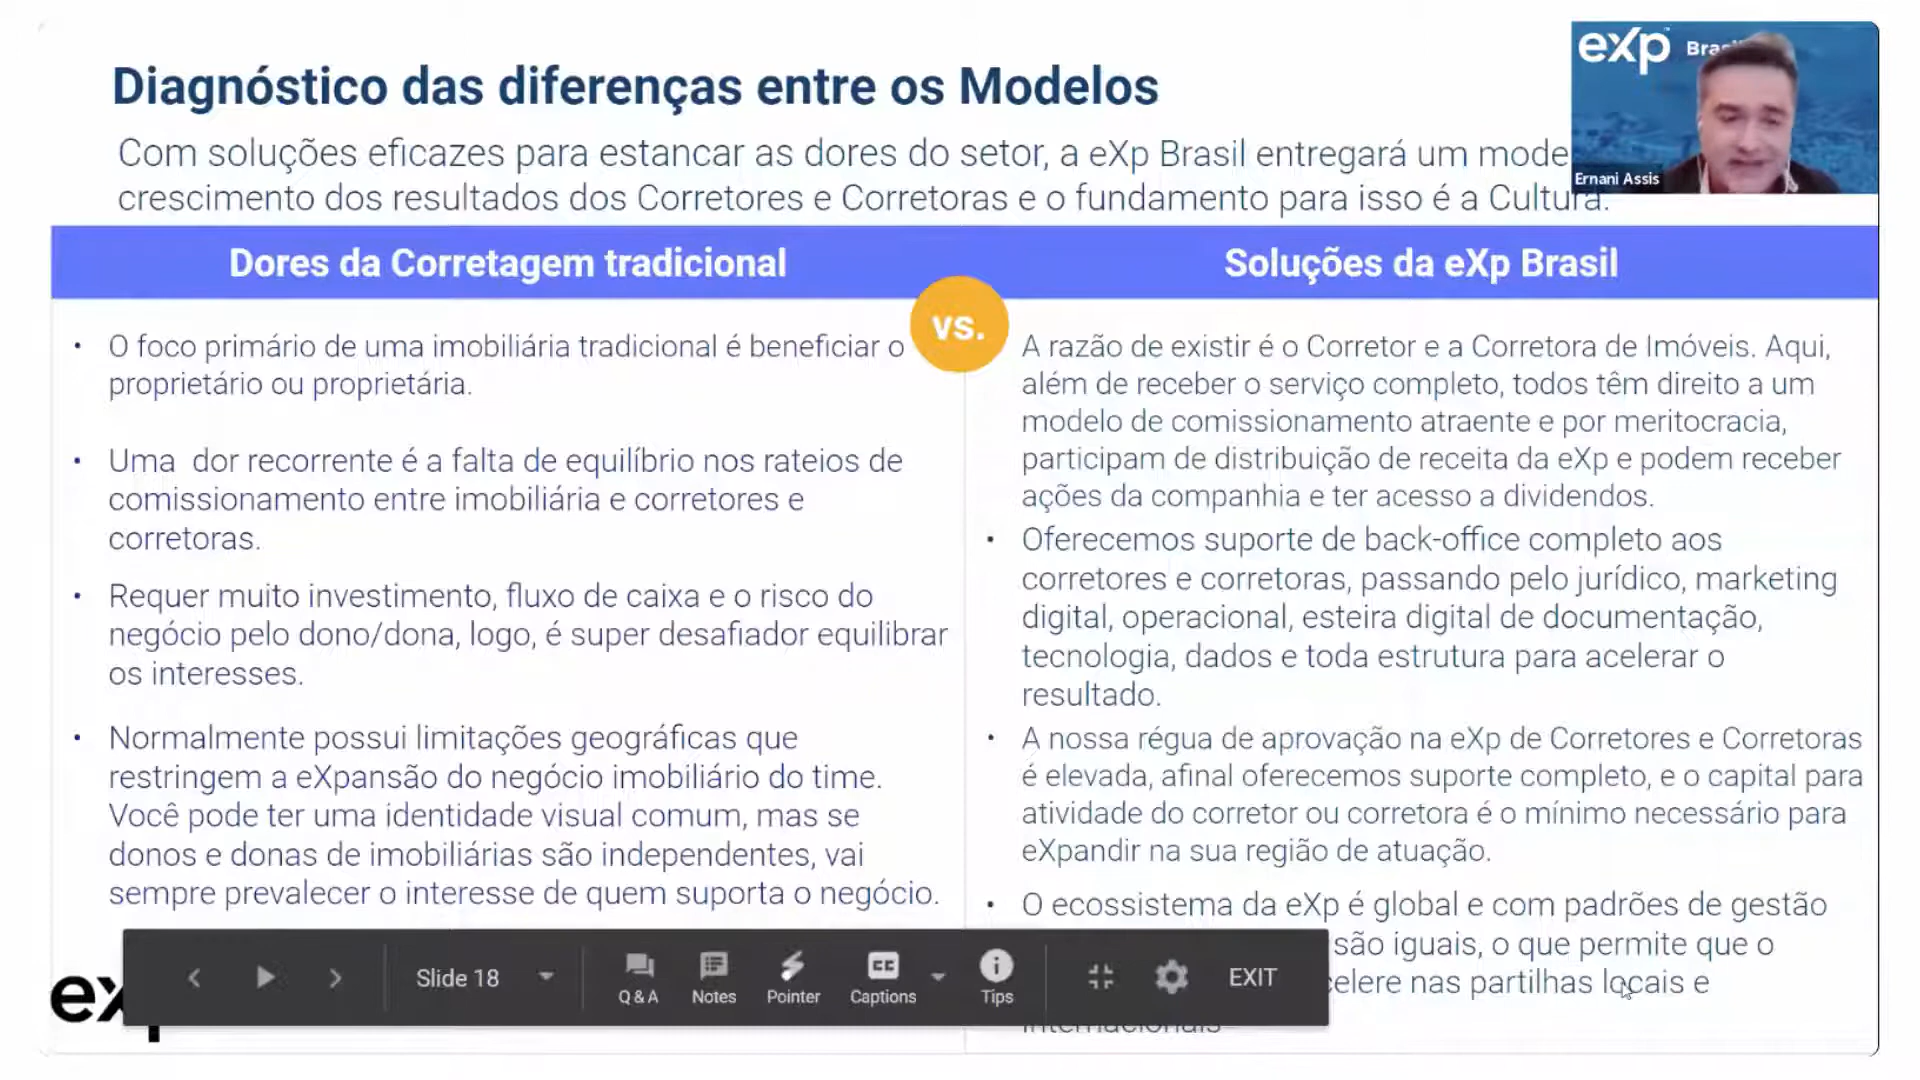 Diagnóstico das diferenças entre os Modelos
Com soluções eficazes para estancar as dores do setor, a eXp Brasil entregará um
crescimento dos resultados dos Corretores e Corretoras e o fundamento para isso é a Cultura.
eXp
Ernani Assis
Dores da Corretagem tradicional
vs.
Soluções da eXp Brasil
• O foco primário de uma imobiliária tradicional é beneficiar o
proprietário ou proprietária.
• Uma  dor recorrente é a falta de equilíbrio nos rateios de
comissionamento entre imobiliária e corretores e
corretoras.
• Requer muito investimento, fluxo de caixa e o risco do
negócio pelo dono/dona, logo, é super desafiador equilibrar
os interesses.
• Normalmente possui limitações geográficas que
restringem a eXpansão do negócio imobiliário do time.
Você pode ter uma identidade visual comum, mas se
donos e donas de imobiliárias são independentes, vai
sempre prevalecer o interesse de quem suporta o negócio.
A razão de existir é o Corretor e a Corretora de Imóveis. Aqui,
além de receber o serviço completo, todos têm direito a um
modelo de comissionamento atraente e por meritocracia,
participam de distribuição de receita da eXp e podem receber
ações da companhia e ter acesso a dividendos.
• Oferecemos suporte de back-office completo aos
corretores e corretoras, passando pelo jurídico, marketing
digital, operacional, esteira digital de documentação,
tecnologia, dados e toda estrutura para acelerar o
resultado.
• A nossa régua de aprovação na eXp de Corretores e Corretoras
é elevada, afinal oferecemos suporte completo, e o capital para
atividade do corretor ou corretora é o mínimo necessário para
eXpandir na sua região de atuação.
• O ecossistema da eXp é global e com padrões de gestão
são iguais, o que permite que o
nas partilhas locais e
Slide 18
Q & A
Notes
Pointer
CC
Captions
Tips
EXIT